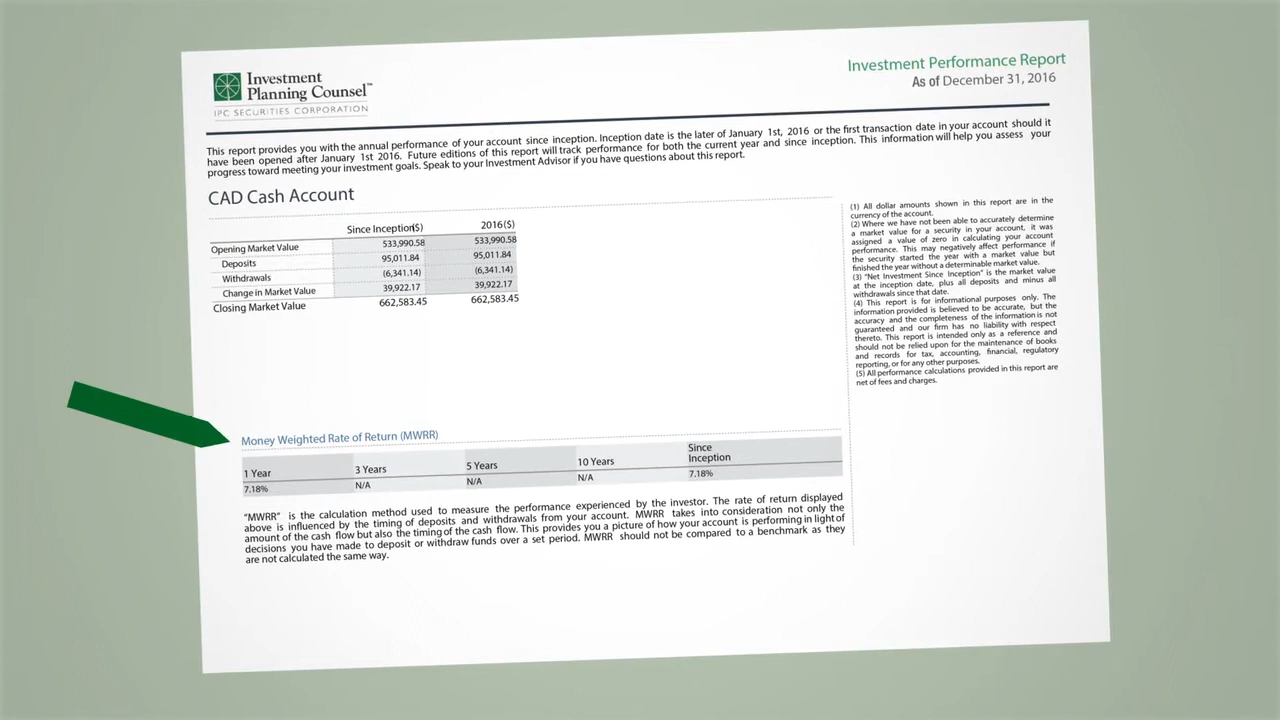 Investment
Planning Counsel™
IPC SECURITIES CORPORATION
Investment Performance Report
As of December 31, 2016
This report provides you with the annual performance of your account since inception. Inception date is the later of January 1st, 2016 or the first transaction date in your account should it
have been opened after January 1st 2016. Future editions of this report will track performance for both the current year and since inception. This information will help you assess your
progress toward meeting your investment goals. Speak to your Investment Advisor if you have questions about this report.
CAD Cash Account
Since Inception($) 2016($)
Opening Market Value 533,990.58 533,990.58
Deposits 95,011.84 95,011.84
Withdrawals (6,341.14) (6,341.14)
Change in Market Value 39,922.17 39,922.17
Closing Market Value 662,583.45 662,583.45
(1) All dollar amounts shown in this report are in the
currency of the account.
(2) Where we have not been able to accurately determine
a market value for a security in your account, it was
assigned a value of zero in calculating your account
performance. This may negatively affect performance if
the security started the year with a market value but
finished the year without a determinable market value.
(3) "Net Investment Since Inception" is the market value
at the inception date, plus all deposits and minus all
withdrawals since that date.
(4) This report is for informational purposes only. The
information provided is believed to be accurate, but the
accuracy and the completeness of the information is not
guaranteed and our firm has no liability with respect
thereto. This report is intended only as a reference and
should not be relied upon for the maintenance of books
and records for tax, accounting, financial, regulatory
reporting, or for any other purposes.
(5) All performance calculations provided in this report are
net of fees and charges.
Money Weighted Rate of Return (MWRR)
1 Year 3 Years 5 Years 10 Years Since
Inception
7.18% N/A N/A N/A 7.18%
"MWRR" is the calculation method used to measure the performance experienced by the investor. The rate of return displayed
above is influenced by the timing of deposits and withdrawals from your account. MWRR takes into consideration not only the
amount of the cash flow but also the timing of the cash flow. This provides you a picture of how your account is performing in light of
decisions you have made to deposit or withdraw funds over a set period. MWRR should not be compared to a benchmark as they
are not calculated the same way.